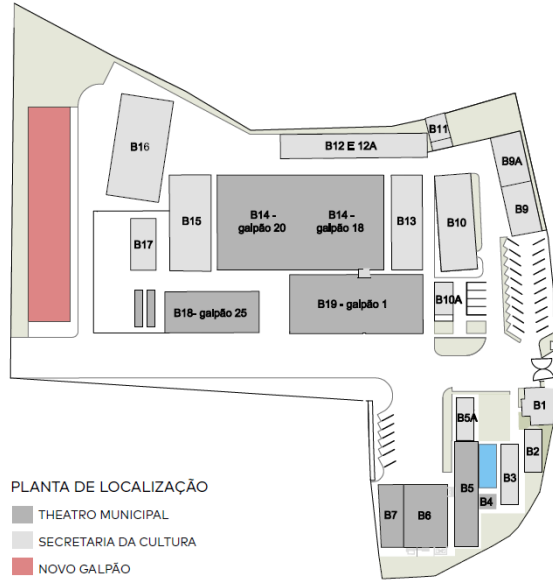 B11
B12 E 12A
B16
B9A
B9
B15
B14 -
galpão 20
B14 -
galpão 18
B13
B10
B17
B10A
B18- galpão 25
B19 - galpão 1
B1
B5A
B2
B3
B5
B4
B7
B6
PLANTA DE LOCALIZAÇÃO
THEATRO MUNICIPAL
SECRETARIA DA CULTURA
NOVO GALPÃO